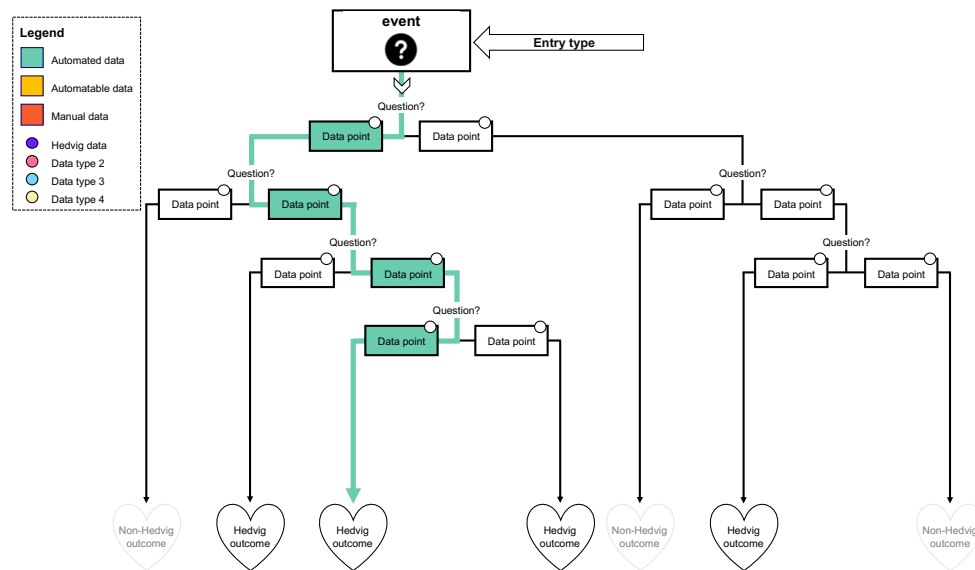 event
?
Entry type
Legend
Automated data
Automatable data
Manual data
Hedvig data
Data type 2
Data type 3
Data type 4
Question?
Data point
Data point
Question?
Data point
Data point
Question?
Data point
Data point
Question?
Data point
Data point
Question?
Data point
Data point
Question?
Data point
Data point
Non-Hedvig
outcome
Hedvig
outcome
Hedvig
outcome
Hedvig
outcome
Non-Hedvig
outcome
Hedvig
outcome
Non-Hedvig
outcome